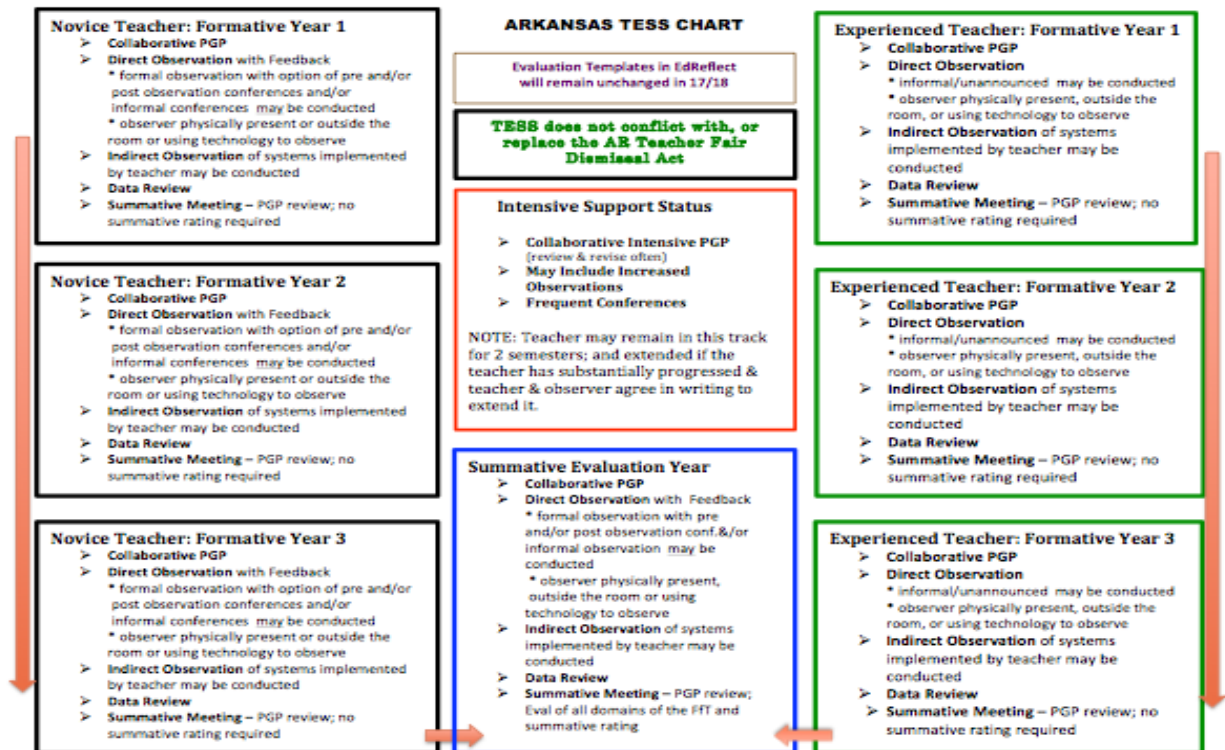 Novice Teacher: Formative Year 1
➤ Collaborative PGP
➤ Direct Observation with Feedback
* formal observation with option of pre and/or
post observation conferences and/or
informal conferences may be conducted
* observer physically present or outside the
room or using technology to observe
➤ Indirect Observation of systems implemented
by teacher may be conducted
➤ Data Review
➤ Summative Meeting – PGP review; no
summative rating required
Novice Teacher: Formative Year 2
➤ Collaborative PGP
➤ Direct Observation with Feedback
* formal observation with option of pre and/or
post observation conferences and/or
informal conferences may be conducted
* observer physically present or outside the
room or using technology to observe
➤ Indirect Observation of systems implemented
by teacher may be conducted
➤ Data Review
➤ Summative Meeting – PGP review; no
summative rating required
Novice Teacher: Formative Year 3
➤ Collaborative PGP
➤ Direct Observation with Feedback
* formal observation with option of pre and/or
post observation conferences and/or
informal conferences may be conducted
* observer physically present or outside the
room or using technology to observe
➤ Indirect Observation of systems implemented
by teacher may be conducted
➤ Data Review
➤ Summative Meeting – PGP review; no
summative rating required
ARKANSAS TESS CHART
Evaluation Templates in EdReflect
will remain unchanged in 17/18
TESS does not conflict with, or
replace the AR Teacher Fair
Dismissal Act
Intensive Support Status
➤ Collaborative Intensive PGP
(review & revise often)
➤ May Include Increased
Observations
➤ Frequent Conferences
NOTE: Teacher may remain in this track
for 2 semesters; and extended if the
teacher has substantially progressed &
teacher & observer agree in writing to
extend it.
Summative Evaluation Year
➤ Collaborative PGP
➤ Direct Observation with Feedback
* formal observation with pre
and/or post observation conf.&/or
informal observation may be
conducted
* observer physically present,
outside the room or using
technology to observe
➤ Indirect Observation of systems
implemented by teacher may be
conducted
➤ Data Review
➤ Summative Meeting – PGP review;
Eval of all domains of the FfT and
summative rating
Experienced Teacher: Formative Year 1
➤ Collaborative PGP
➤ Direct Observation
* informal/unannounced may be conducted
* observer physically present, outside the
room, or using technology to observe
➤ Indirect Observation of systems
implemented by teacher may be
conducted
➤ Data Review
➤ Summative Meeting – PGP review; no
summative rating required
Experienced Teacher: Formative Year 2
➤ Collaborative PGP
➤ Direct Observation
* informal/unannounced may be conducted
* observer physically present, outside the
room, or using technology to observe
➤ Indirect Observation of systems
implemented by teacher may be
conducted
➤ Data Review
➤ Summative Meeting – PGP review; no
summative rating required
Experienced Teacher: Formative Year 3
➤ Collaborative PGP
➤ Direct Observation
* informal/unannounced may be conducted
* observer physically present, outside the
room, or using technology to observe
➤ Indirect Observation of systems
implemented by teacher may be
conducted
➤ Data Review
➤ Summative Meeting – PGP review; no
summative rating required